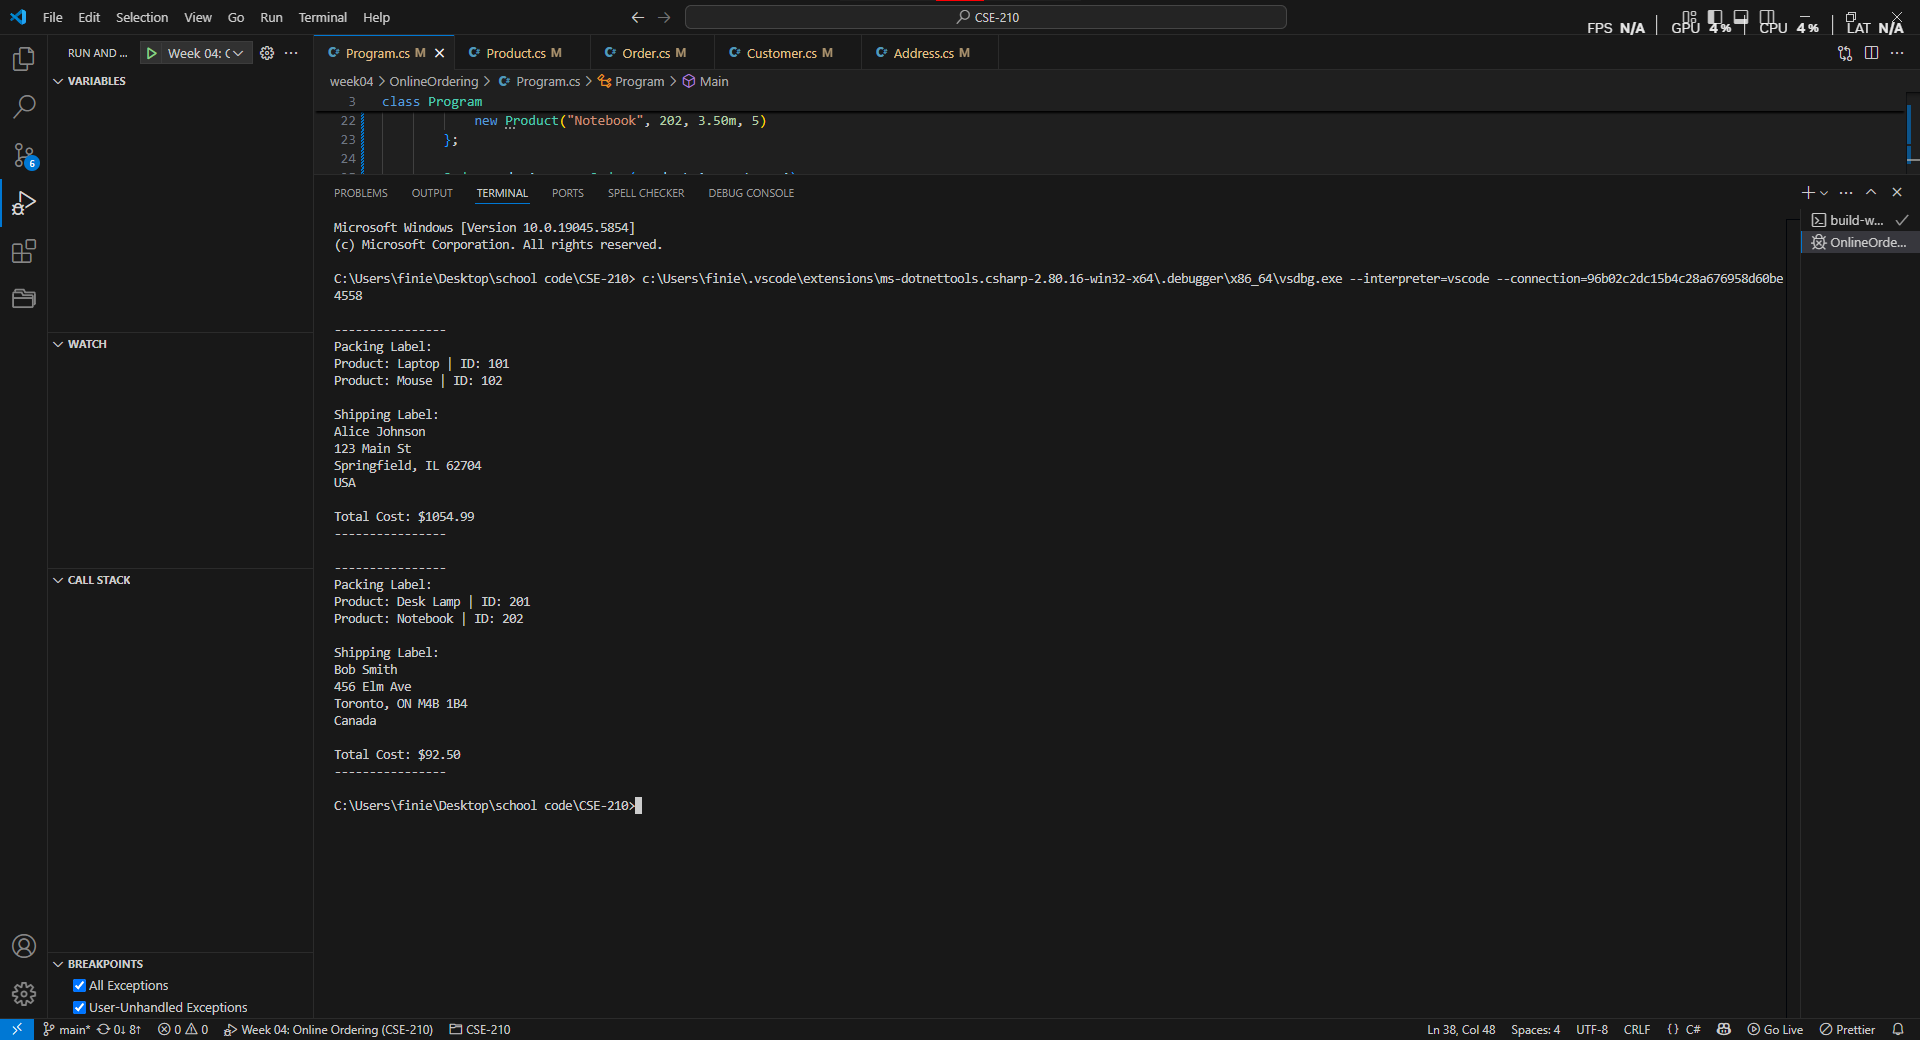 File Edit Selection View Go Run Terminal Help
CSE-210
FPS N/A GPU 4% CPU 4% LAT N/A
RUN AND ... Week 04: C
Program.cs M Product.cs M Order.cs M Customer.cs M Address.cs M
VARIABLES
week04 > OnlineOrdering > Program.cs > Program > Main
3 class Program
22 new Product("Notebook", 202, 3.50m, 5)
23 };
24
PROBLEMS OUTPUT TERMINAL PORTS SPELL CHECKER DEBUG CONSOLE
build-w...
OnlineOrde...
Microsoft Windows [Version 10.0.19045.5854]
(c) Microsoft Corporation. All rights reserved.
C:\Users\finie\Desktop\school code\CSE-210> c:\Users\finie\.vscode\extensions\ms-dotnettools.csharp-2.80.16-win32-x64\.debugger\x86_64\vsdbg.exe --interpreter=vscode --connection=96b02c2dc15b4c28a676958d60be
4558
----------------
Packing Label:
Product: Laptop | ID: 101
Product: Mouse | ID: 102
Shipping Label:
Alice Johnson
123 Main St
Springfield, IL 62704
USA
Total Cost: $1054.99
----------------
----------------
Packing Label:
Product: Desk Lamp | ID: 201
Product: Notebook | ID: 202
Shipping Label:
Bob Smith
456 Elm Ave
Toronto, ON M4B 1B4
Canada
Total Cost: $92.50
----------------
C:\Users\finie\Desktop\school code\CSE-210>
WATCH
CALL STACK
BREAKPOINTS
All Exceptions
User-Unhandled Exceptions
6
main* 0↓ 8↑ 0 0 Week 04: Online Ordering (CSE-210) CSE-210
Ln 38, Col 48 Spaces: 4 UTF-8 CRLF {} C# Go Live Prettier